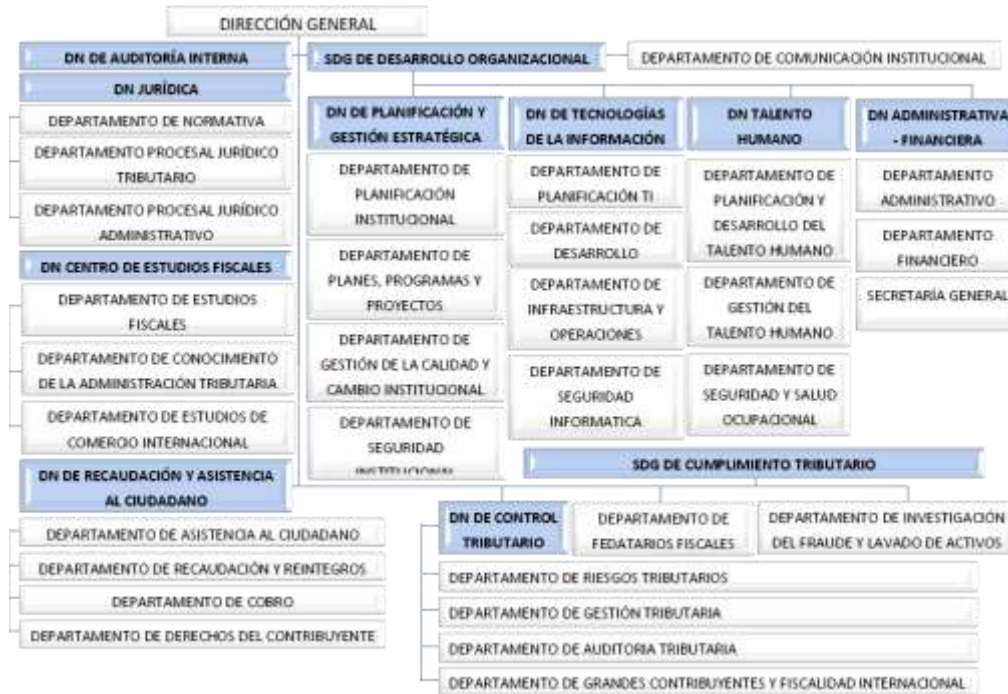 DIRECCIÓN GENERAL
DN DE AUDITORÍA INTERNA
SDG DE DESARROLLO ORGANIZACIONAL
DEPARTAMENTO DE COMUNICACIÓN INSTITUCIONAL
DN JURÍDICA
DEPARTAMENTO DE NORMATIVA
DEPARTAMENTO PROCESAL JURÍDICO
TRIBUTARIO
DEPARTAMENTO PROCESAL JURÍDICO
ADMINISTRATIVO
DN CENTRO DE ESTUDIOS FISCALES
DEPARTAMENTO DE ESTUDIOS
FISCALES
DEPARTAMENTO DE CONOCIMIENTO
DE LA ADMINISTRACIÓN TRIBUTARIA
DEPARTAMENTO DE ESTUDIOS DE
COMERCIO INTERNACIONAL
DN DE RECAUDACIÓN Y ASISTENCIA
AL CIUDADANO
DEPARTAMENTO DE ASISTENCIA AL CIUDADANO
DEPARTAMENTO DE RECAUDACIÓN Y REINTEGROS
DEPARTAMENTO DE COBRO
DEPARTAMENTO DE DERECHOS DEL CONTRIBUYENTE
DN DE PLANIFICACIÓN Y
GESTIÓN ESTRATÉGICA
DEPARTAMENTO DE
PLANIFICACIÓN
INSTITUCIONAL
DEPARTAMENTO DE
PLANES, PROGRAMAS Y
PROYECTOS
DEPARTAMENTO DE
GESTIÓN DE LA CALIDAD Y
CAMBIO INSTITUCIONAL
DEPARTAMENTO DE
SEGURIDAD
INSTITUCIONAL
DN DE TECNOLOGÍAS
DE LA INFORMACIÓN
DEPARTAMENTO DE
PLANIFICACIÓN TI
DEPARTAMENTO DE
DESARROLLO
DEPARTAMENTO DE
INFRAESTRUCTURA Y
OPERACIONES
DEPARTAMENTO DE
SEGURIDAD
INFORMATICA
DN TALENTO
HUMANO
DEPARTAMENTO DE
PLANIFICACIÓN Y
DESARROLLO DEL
TALENTO HUMANO
DEPARTAMENTO DE
GESTIÓN DEL
TALENTO HUMANO
DEPARTAMENTO DE
SEGURIDAD Y SALUD
OCUPACIONAL
DN ADMINISTRATIVA
- FINANCIERA
DEPARTAMENTO
ADMINISTRATIVO
DEPARTAMENTO
FINANCIERO
SECRETARÍA GENERAL
SDG DE CUMPLIMIENTO TRIBUTARIO
DN DE CONTROL
TRIBUTARIO
DEPARTAMENTO DE
FEDATARIOS FISCALES
DEPARTAMENTO DE INVESTIGACIÓN
DEL FRAUDE Y LAVADO DE ACTIVOS
DEPARTAMENTO DE RIESGOS TRIBUTARIOS
DEPARTAMENTO DE GESTIÓN TRIBUTARIA
DEPARTAMENTO DE AUDITORIA TRIBUTARIA
DEPARTAMENTO DE GRANDES CONTRIBUYENTES Y FISCALIDAD INTERNACIONAL